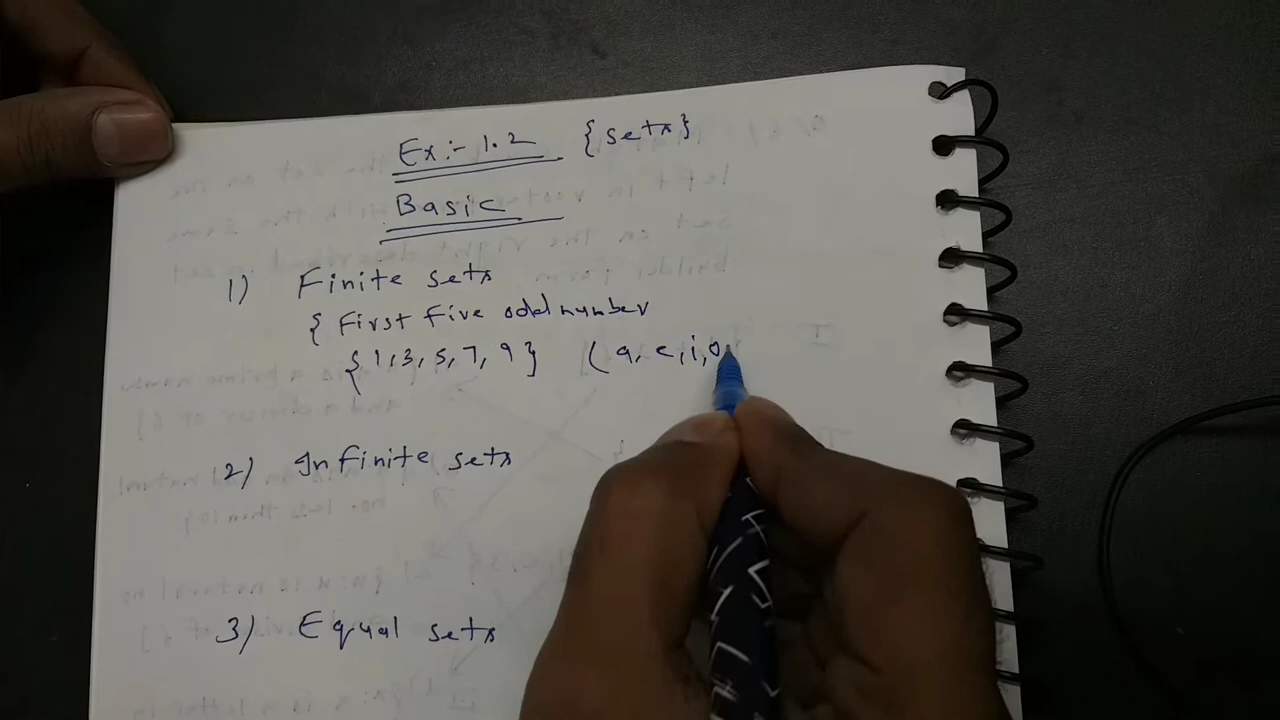 Ex:- 1.2 {sets}
Basic
1) Finite sets
{ First five odd number
{ 1, 3, 5, 7, 9 } ( a, e, i, o
2) Infinite sets
3) Equal sets